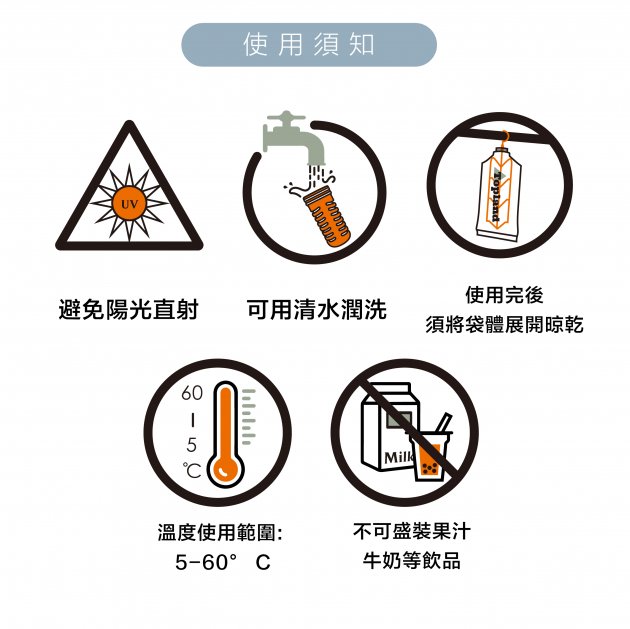 使用須知
UV
Topland
避免陽光直射
可用清水潤洗
使用完後
須將袋體展開晾乾
60
5
℃
Milk
溫度使用範圍:
5-60° C
不可盛裝果汁
牛奶等飲品